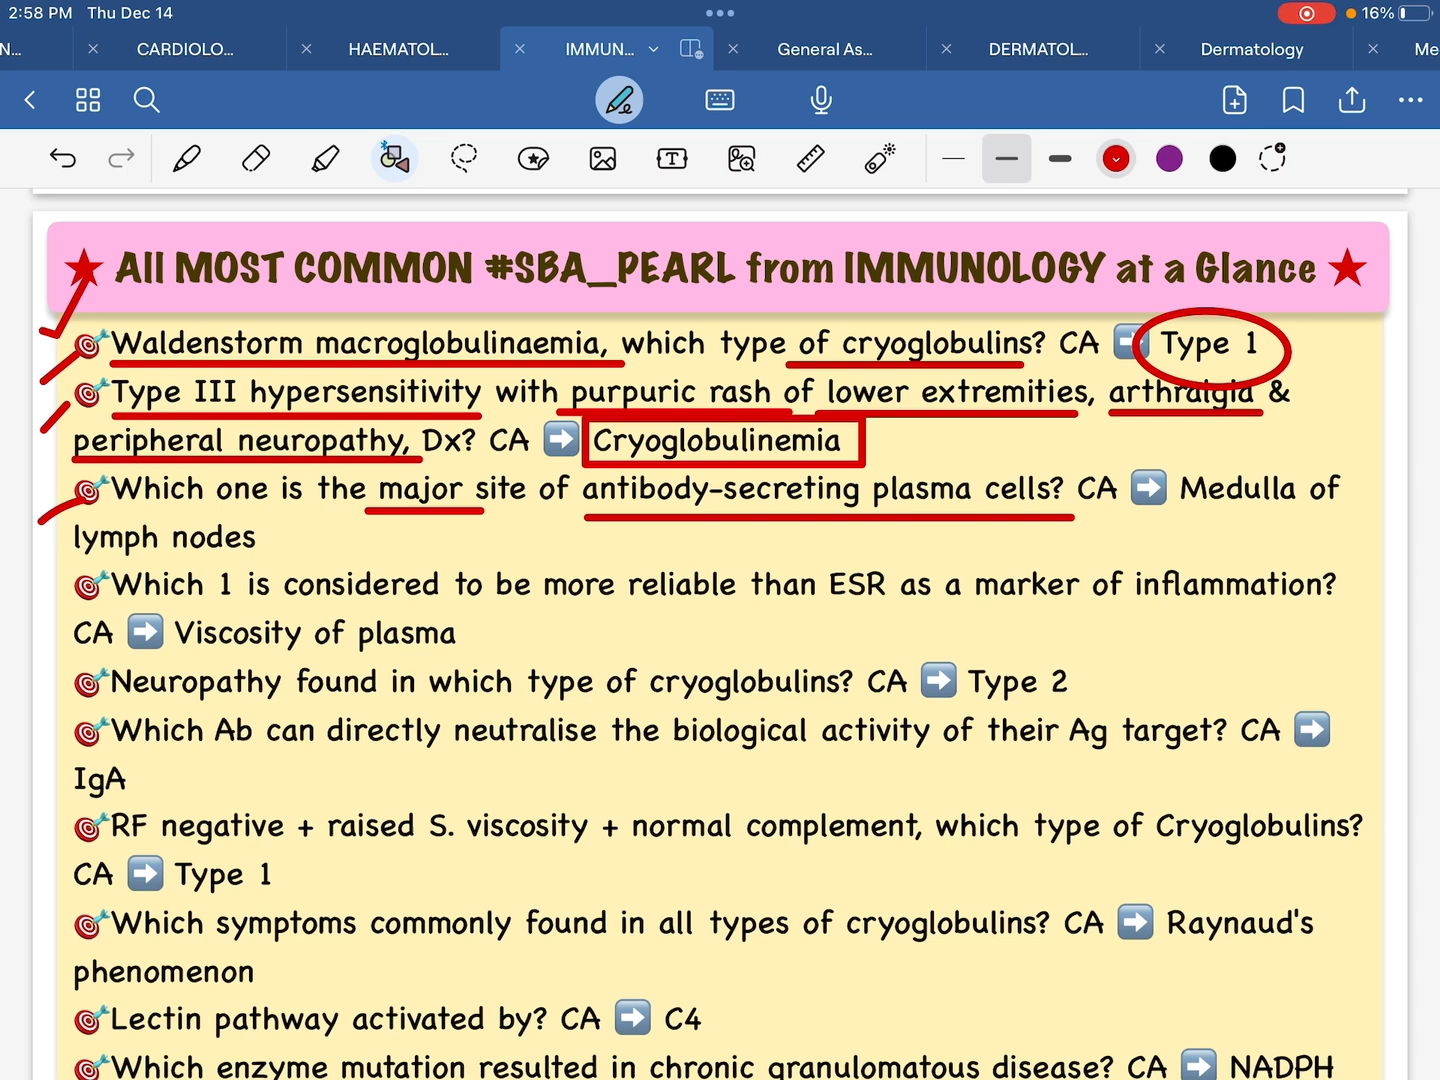 2:58 PM Thu Dec 14
16%
N...
CARDIOLO...
HAEMATOL...
IMMUN...
General As...
DERMATOL...
Dermatology
Me
All MOST COMMON #SBA_PEARL from IMMUNOLOGY at a Glance
Waldenstorm macroglobulinaemia, which type of cryoglobulins? CA ➡️ Type 1
Type III hypersensitivity with purpuric rash of lower extremities, arthralgia &
peripheral neuropathy, Dx? CA ➡️ Cryoglobulinemia
Which one is the major site of antibody-secreting plasma cells? CA ➡️ Medulla of
lymph nodes
Which 1 is considered to be more reliable than ESR as a marker of inflammation?
CA ➡️ Viscosity of plasma
Neuropathy found in which type of cryoglobulins? CA ➡️ Type 2
Which Ab can directly neutralise the biological activity of their Ag target? CA ➡️
IgA
RF negative + raised S. viscosity + normal complement, which type of Cryoglobulins?
CA ➡️ Type 1
Which symptoms commonly found in all types of cryoglobulins? CA ➡️ Raynaud's
phenomenon
Lectin pathway activated by? CA ➡️ C4
Which enzyme mutation resulted in chronic granulomatous disease? CA ➡️ NADPH